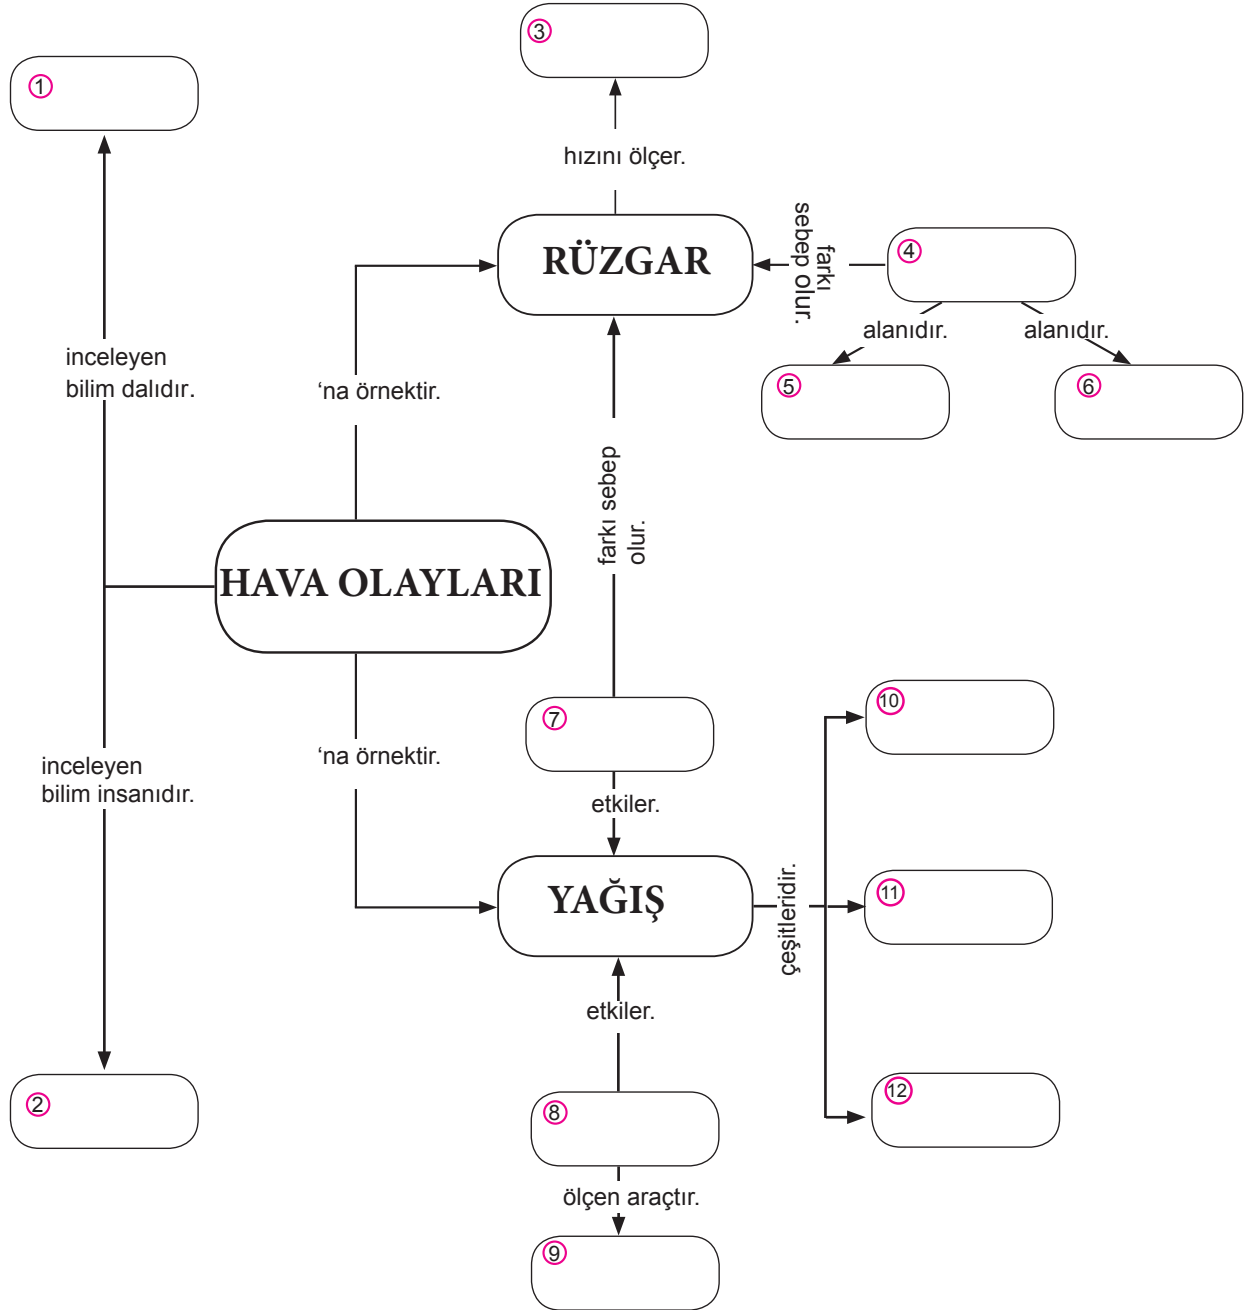 ③
①
hızını ölçer.
farkı
sebep olur.
④
RÜZGAR
alanıdır.
alanıdır.
inceleyen
bilim dalıdır.
‘na örnektir.
⑤
⑥
farkı sebep
olur.
HAVA OLAYLARI
⑦
⑩
inceleyen
bilim insanıdır.
‘na örnektir.
etkiler.
YAĞIŞ
çeşitleridir.
⑪
etkiler.
②
⑧
⑫
ölçen araçtır.
⑨